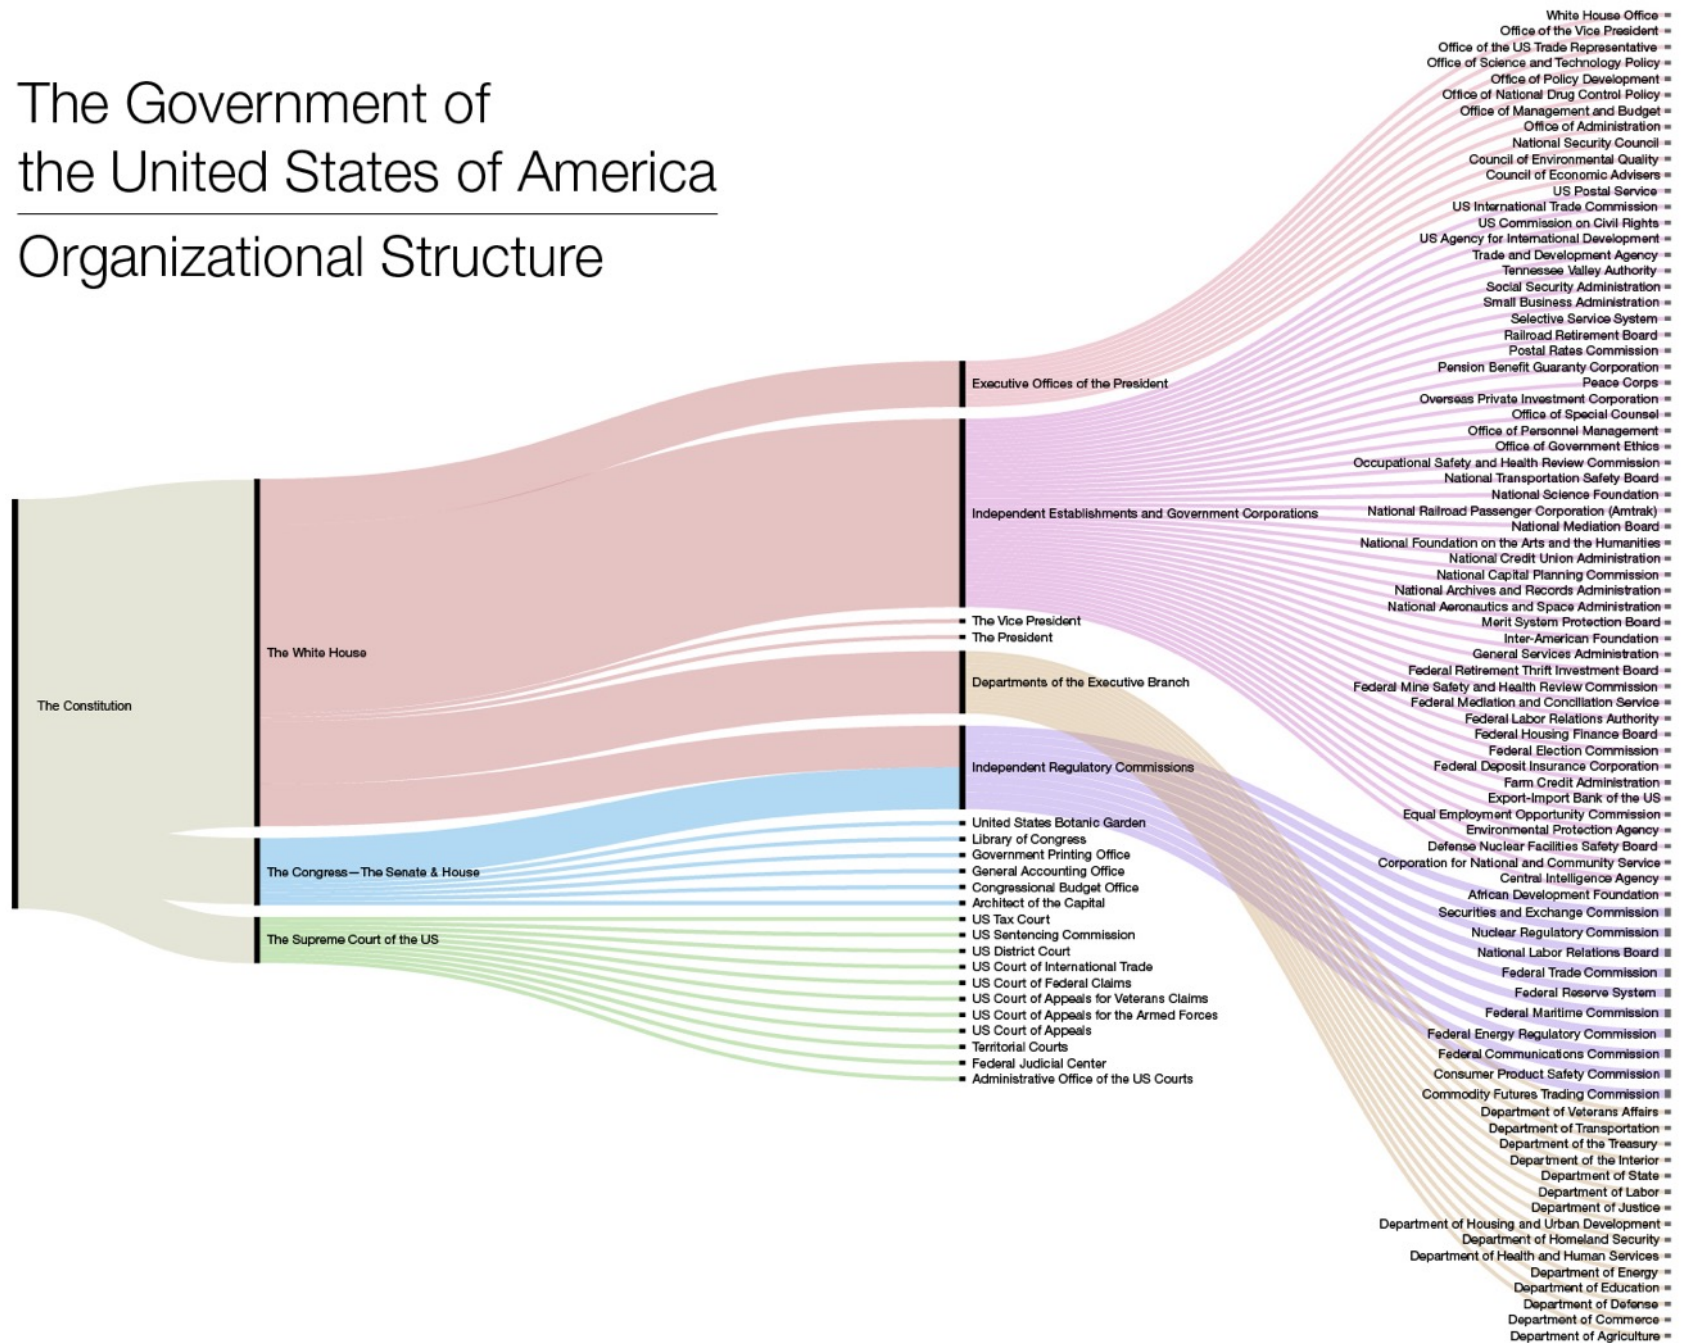 The Government of
the United States of America
Organizational Structure
The Constitution
The White House
The Congress—The Senate & House
The Supreme Court of the US
Executive Offices of the President
Independent Establishments and Government Corporations
The Vice President
The President
Departments of the Executive Branch
Independent Regulatory Commissions
United States Botanic Garden
Library of Congress
Government Printing Office
General Accounting Office
Congressional Budget Office
Architect of the Capital
US Tax Court
US Sentencing Commission
US District Court
US Court of International Trade
US Court of Federal Claims
US Court of Appeals for Veterans Claims
US Court of Appeals for the Armed Forces
US Court of Appeals
Territorial Courts
Federal Judicial Center
Administrative Office of the US Courts
White House Office
Office of the Vice President
Office of the US Trade Representative
Office of Science and Technology Policy
Office of Policy Development
Office of National Drug Control Policy
Office of Management and Budget
Office of Administration
National Security Council
Council of Environmental Quality
Council of Economic Advisers
US Postal Service
US International Trade Commission
US Commission on Civil Rights
US Agency for International Development
Trade and Development Agency
Tennessee Valley Authority
Social Security Administration
Small Business Administration
Selective Service System
Railroad Retirement Board
Postal Rates Commission
Pension Benefit Guaranty Corporation
Peace Corps
Overseas Private Investment Corporation
Office of Special Counsel
Office of Personnel Management
Office of Government Ethics
Occupational Safety and Health Review Commission
National Transportation Safety Board
National Science Foundation
National Railroad Passenger Corporation (Amtrak)
National Mediation Board
National Foundation on the Arts and the Humanities
National Credit Union Administration
National Capital Planning Commission
National Archives and Records Administration
National Aeronautics and Space Administration
Merit System Protection Board
Inter-American Foundation
General Services Administration
Federal Retirement Thrift Investment Board
Federal Mine Safety and Health Review Commission
Federal Mediation and Conciliation Service
Federal Labor Relations Authority
Federal Housing Finance Board
Federal Election Commission
Federal Deposit Insurance Corporation
Farm Credit Administration
Export-Import Bank of the US
Equal Employment Opportunity Commission
Environmental Protection Agency
Defense Nuclear Facilities Safety Board
Corporation for National and Community Service
Central Intelligence Agency
African Development Foundation
Securities and Exchange Commission
Nuclear Regulatory Commission
National Labor Relations Board
Federal Trade Commission
Federal Reserve System
Federal Maritime Commission
Federal Energy Regulatory Commission
Federal Communications Commission
Consumer Product Safety Commission
Commodity Futures Trading Commission
Department of Veterans Affairs
Department of Transportation
Department of the Treasury
Department of the Interior
Department of State
Department of Labor
Department of Justice
Department of Housing and Urban Development
Department of Homeland Security
Department of Health and Human Services
Department of Energy
Department of Education
Department of Defense
Department of Commerce
Department of Agriculture